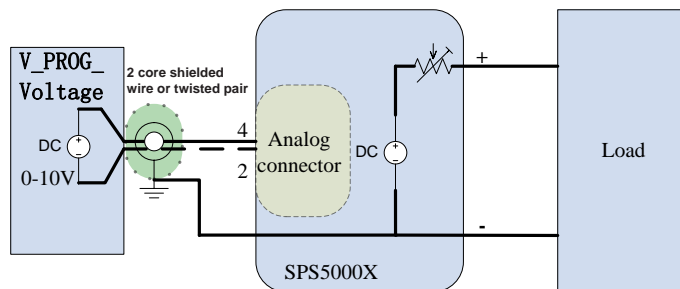 V_PROG_
Voltage
2 core shielded
wire or twisted pair
DC
0-10V
4
2
Analog
connector
DC
+
-
SPS5000X
Load